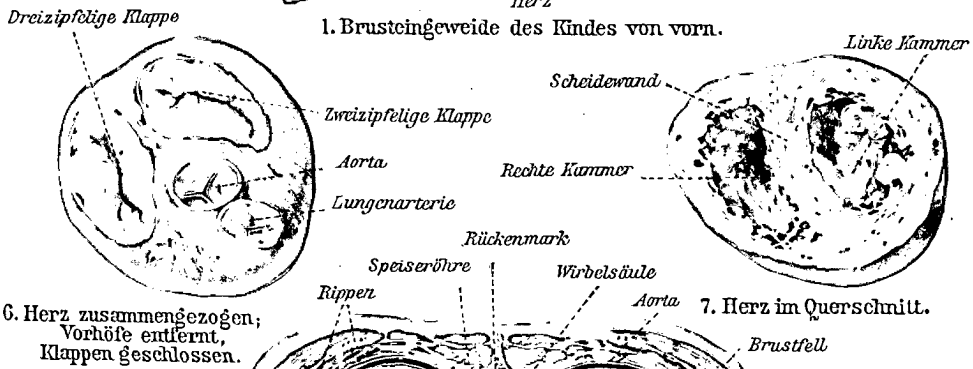 Herz
1. Brusteingeweide des Kindes von vorn.
Dreizipfelige Klappe
Zweizipfelige Klappe
Aorta
Lungenarterie
6. Herz zusammengezogen;
Vorhöfe entfernt,
Klappen geschlossen.
Linke Kammer
Scheidewand
Rechte Kammer
7. Herz im Querschnitt.
Rückenmark
Speiseröhre
Wirbelsäule
Rippen
Aorta
Brustfell